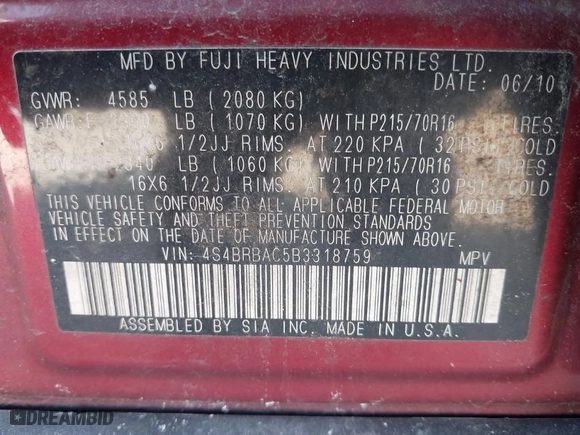 MFD BY FUJI HEAVY INDUSTRIES LTD.
DATE: 06/10
GVWR: 4585 LB (2080 KG)
LB (1070 KG) WITH P215/70R16 TIRES.
1/2JJ RIMS. AT 220 KPA (32 PSI COLD
LB (1060 KG) WITH P215/70R16
16X6 1/2JJ RIMS. AT 210 KPA (30 PSI COLD
THIS VEHICLE CONFORMS TO ALL APPLICABLE FEDERAL MOTOR
VEHICLE SAFETY AND THEFT PREVENTION STANDARDS
IN EFFECT ON THE DATE OF MANUFACTURE SHOWN ABOVE.
VIN: 4S4BRBAC5B3318759 MPV
ASSEMBLED BY SIA INC. MADE IN U.S.A.
DREAMBID